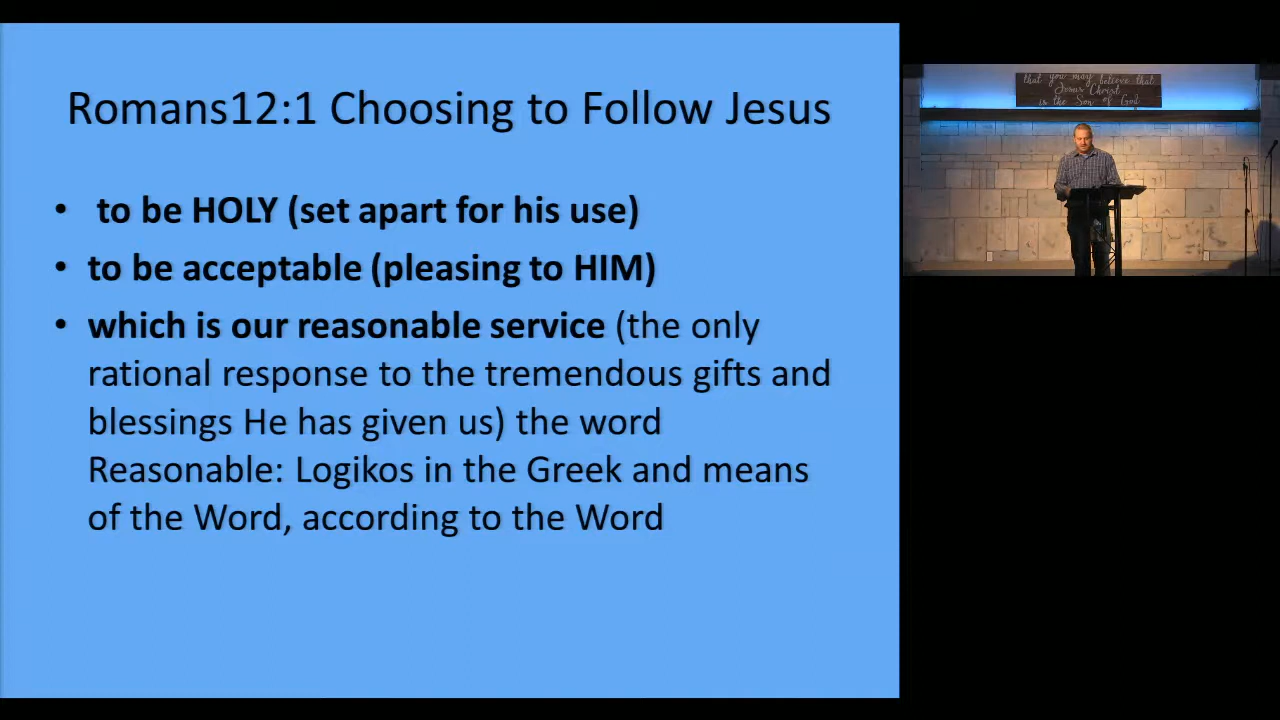 Romans12:1 Choosing to Follow Jesus
• to be HOLY (set apart for his use)
• to be acceptable (pleasing to HIM)
• which is our reasonable service (the only
rational response to the tremendous gifts and
blessings He has given us) the word
Reasonable: Logikos in the Greek and means
of the Word, according to the Word
that you may believe that
Jesus Christ
is the Son of God